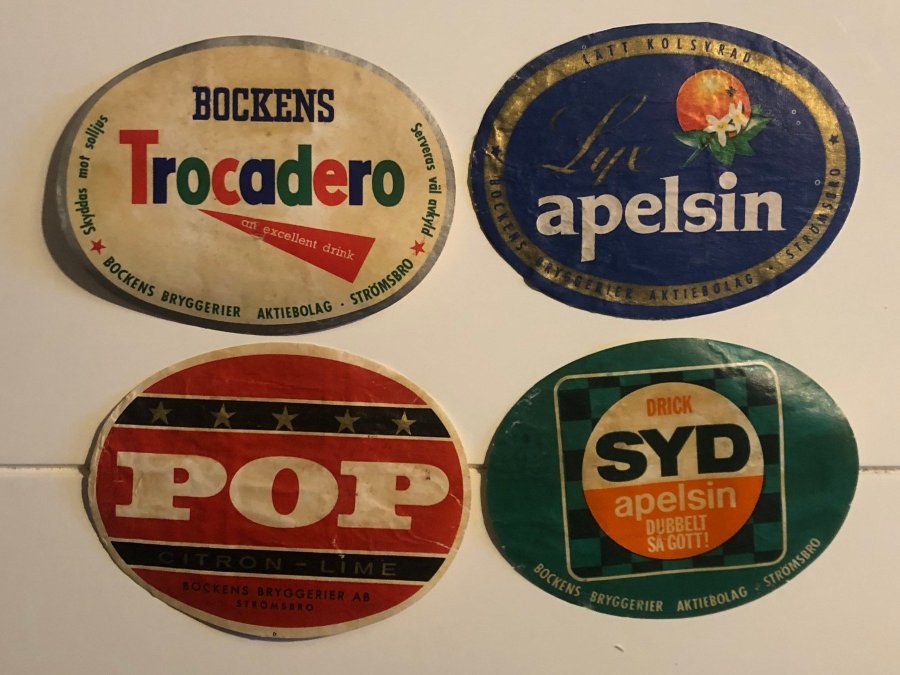 BOCKENS
Trocadero
an excellent drink
Skyddas mot solljus
Serveras väl avkyld
BOCKENS BRYGGERIER AKTIEBOLAG · STRÖMSBRO
LÄTT KOLSYRAD
Lyx
apelsin
BOCKENS BRYGGERIER AKTIEBOLAG · STRÖMSBRO
POP
CITRON - LIME
BOCKENS BRYGGERIER AB
STRÖMSBRO
DRICK
SYD
apelsin
DUBBELT
SÅ GOTT!
BOCKENS BRYGGERIER AKTIEBOLAG · STRÖMSBRO